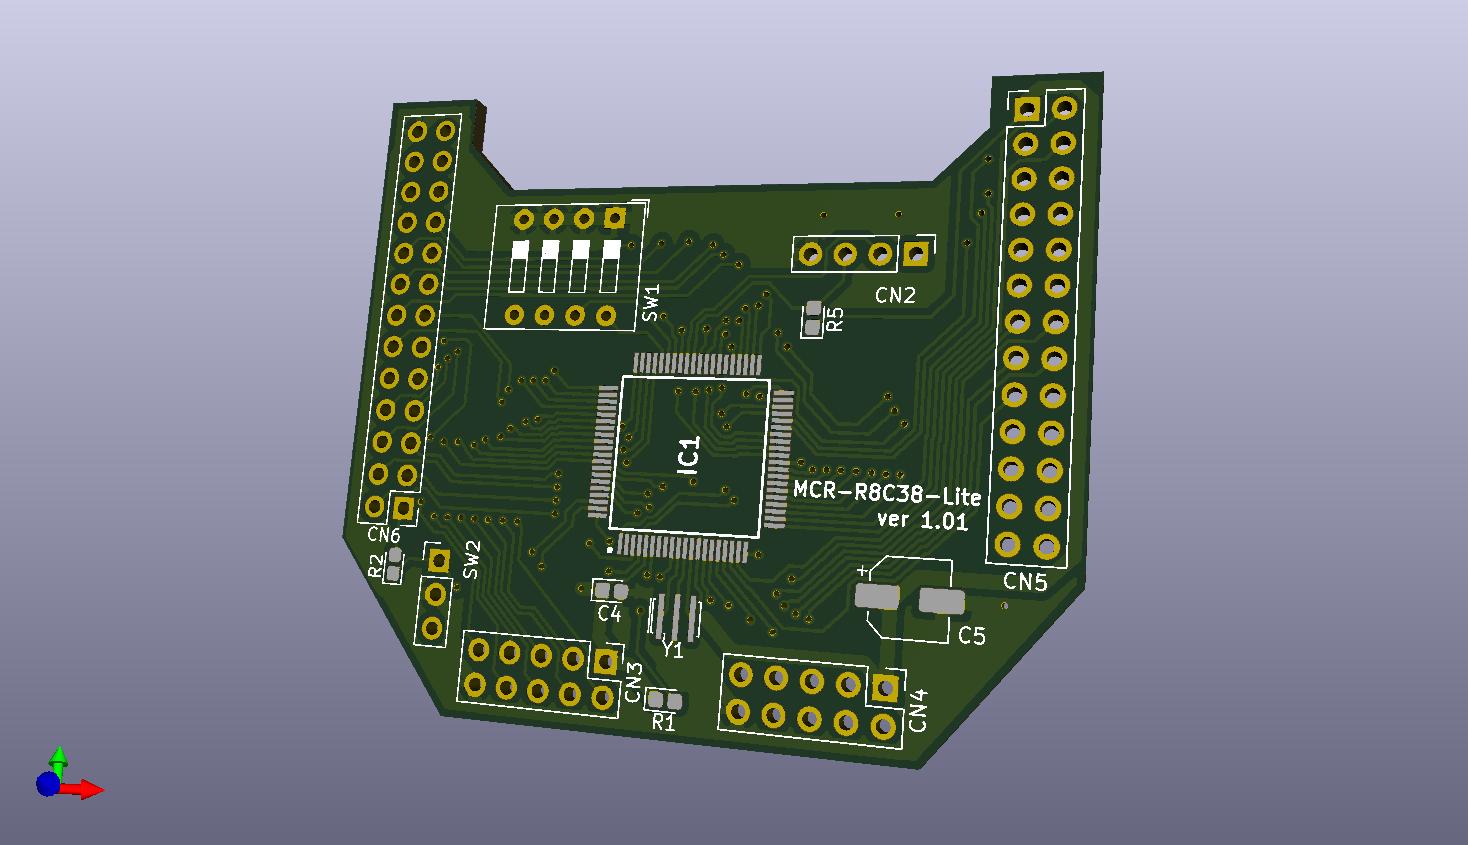 SW1
CN2
R5
IC1
MCR-R8C38-Lite
ver 1.01
CN6
R2
SW2
+
CN5
C4
Y1
C5
CN3
R1
CN4